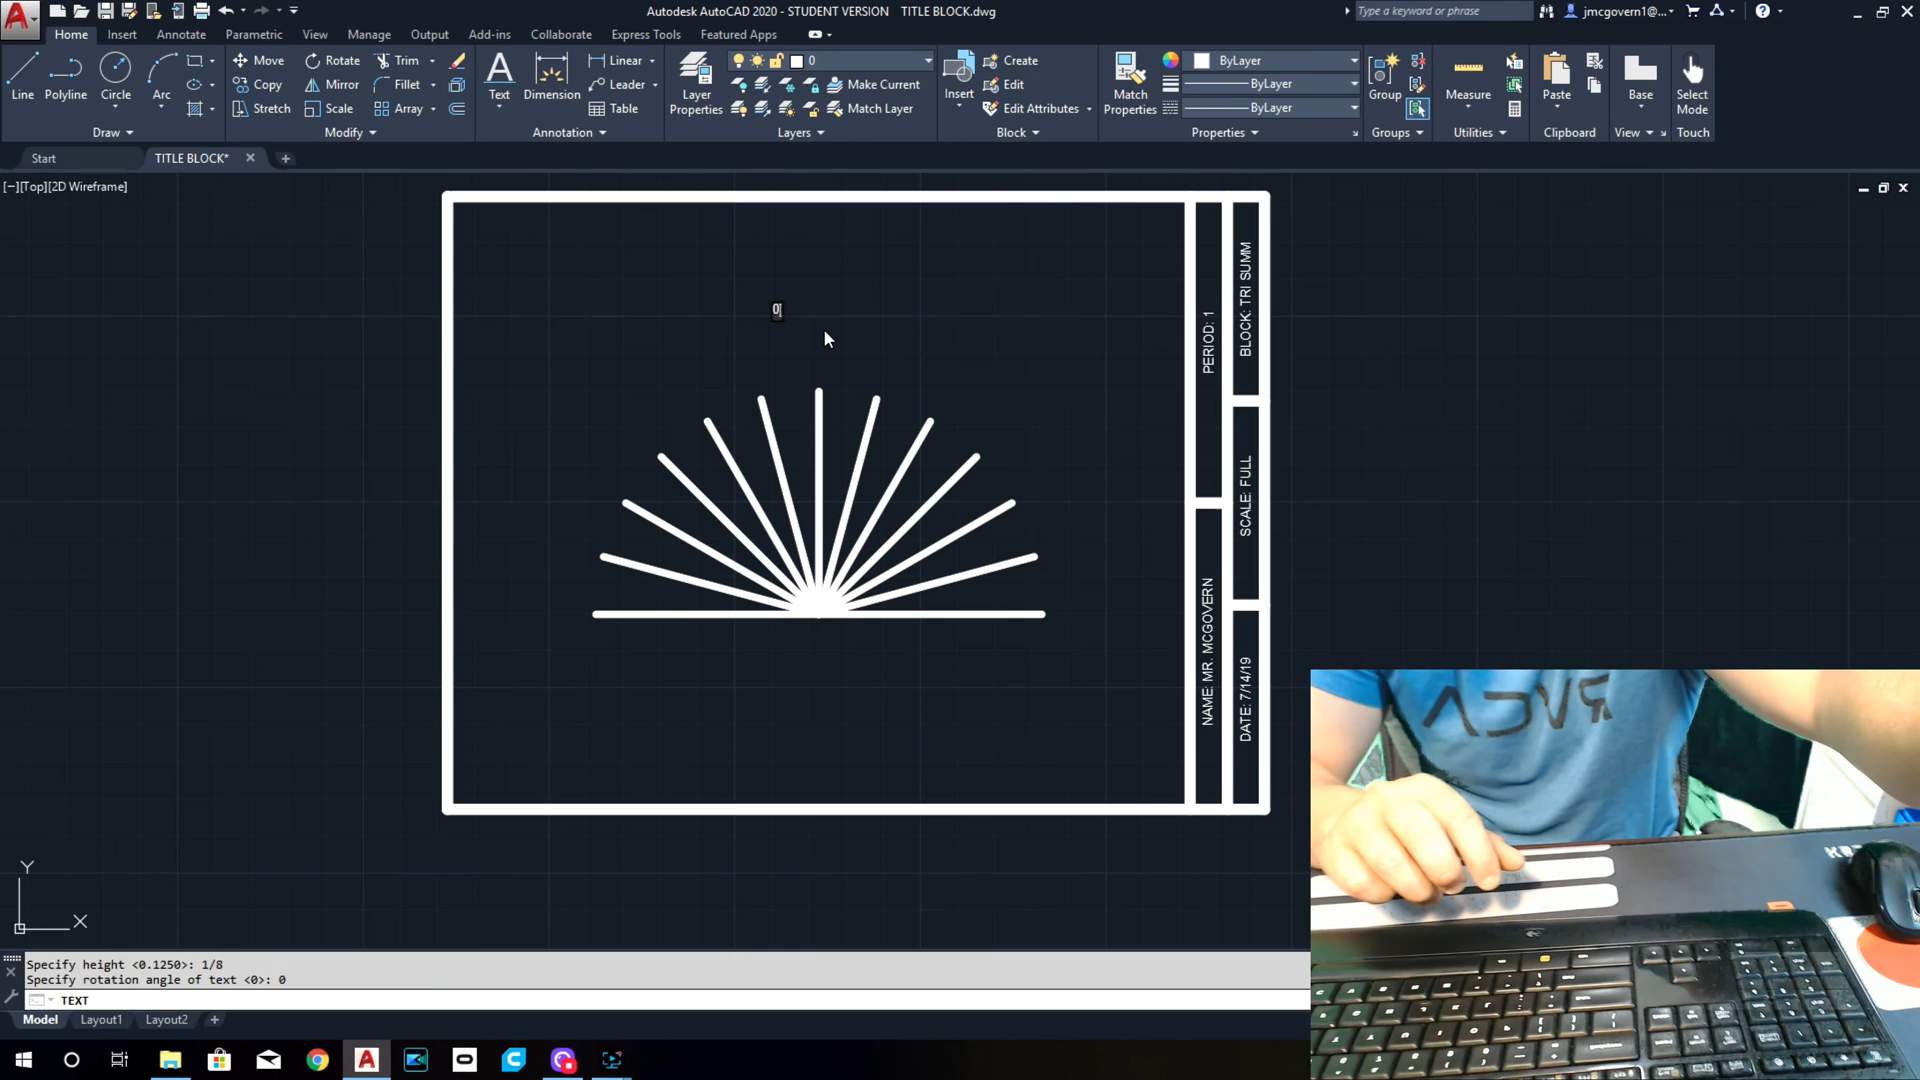 Autodesk AutoCAD 2020 - STUDENT VERSION TITLE BLOCK.dwg
Type a keyword or phrase
jmcgovern1@...
Home Insert Annotate Parametric View Manage Output Add-ins Collaborate Express Tools Featured Apps
Line Polyline Circle Arc
Draw
Move Rotate Trim
Copy Mirror Fillet
Stretch Scale Array
Modify
Text Dimension
Linear
Leader
Table
Annotation
Layer Properties
0
Make Current
Match Layer
Layers
Insert
Create
Edit
Edit Attributes
Block
Match Properties
ByLayer
ByLayer
ByLayer
Properties
Group
Groups
Measure
Utilities
Paste
Clipboard
Base
View
Select Mode
Touch
Start
TITLE BLOCK*
[−][Top][2D Wireframe]
0
PERIOD: 1
BLOCK: TRI SUMM
SCALE: FULL
NAME: MR. MCGOVERN
DATE: 7/14/19
Y
X
Specify height <0.1250>: 1/8
Specify rotation angle of text <0>: 0
TEXT
Model Layout1 Layout2